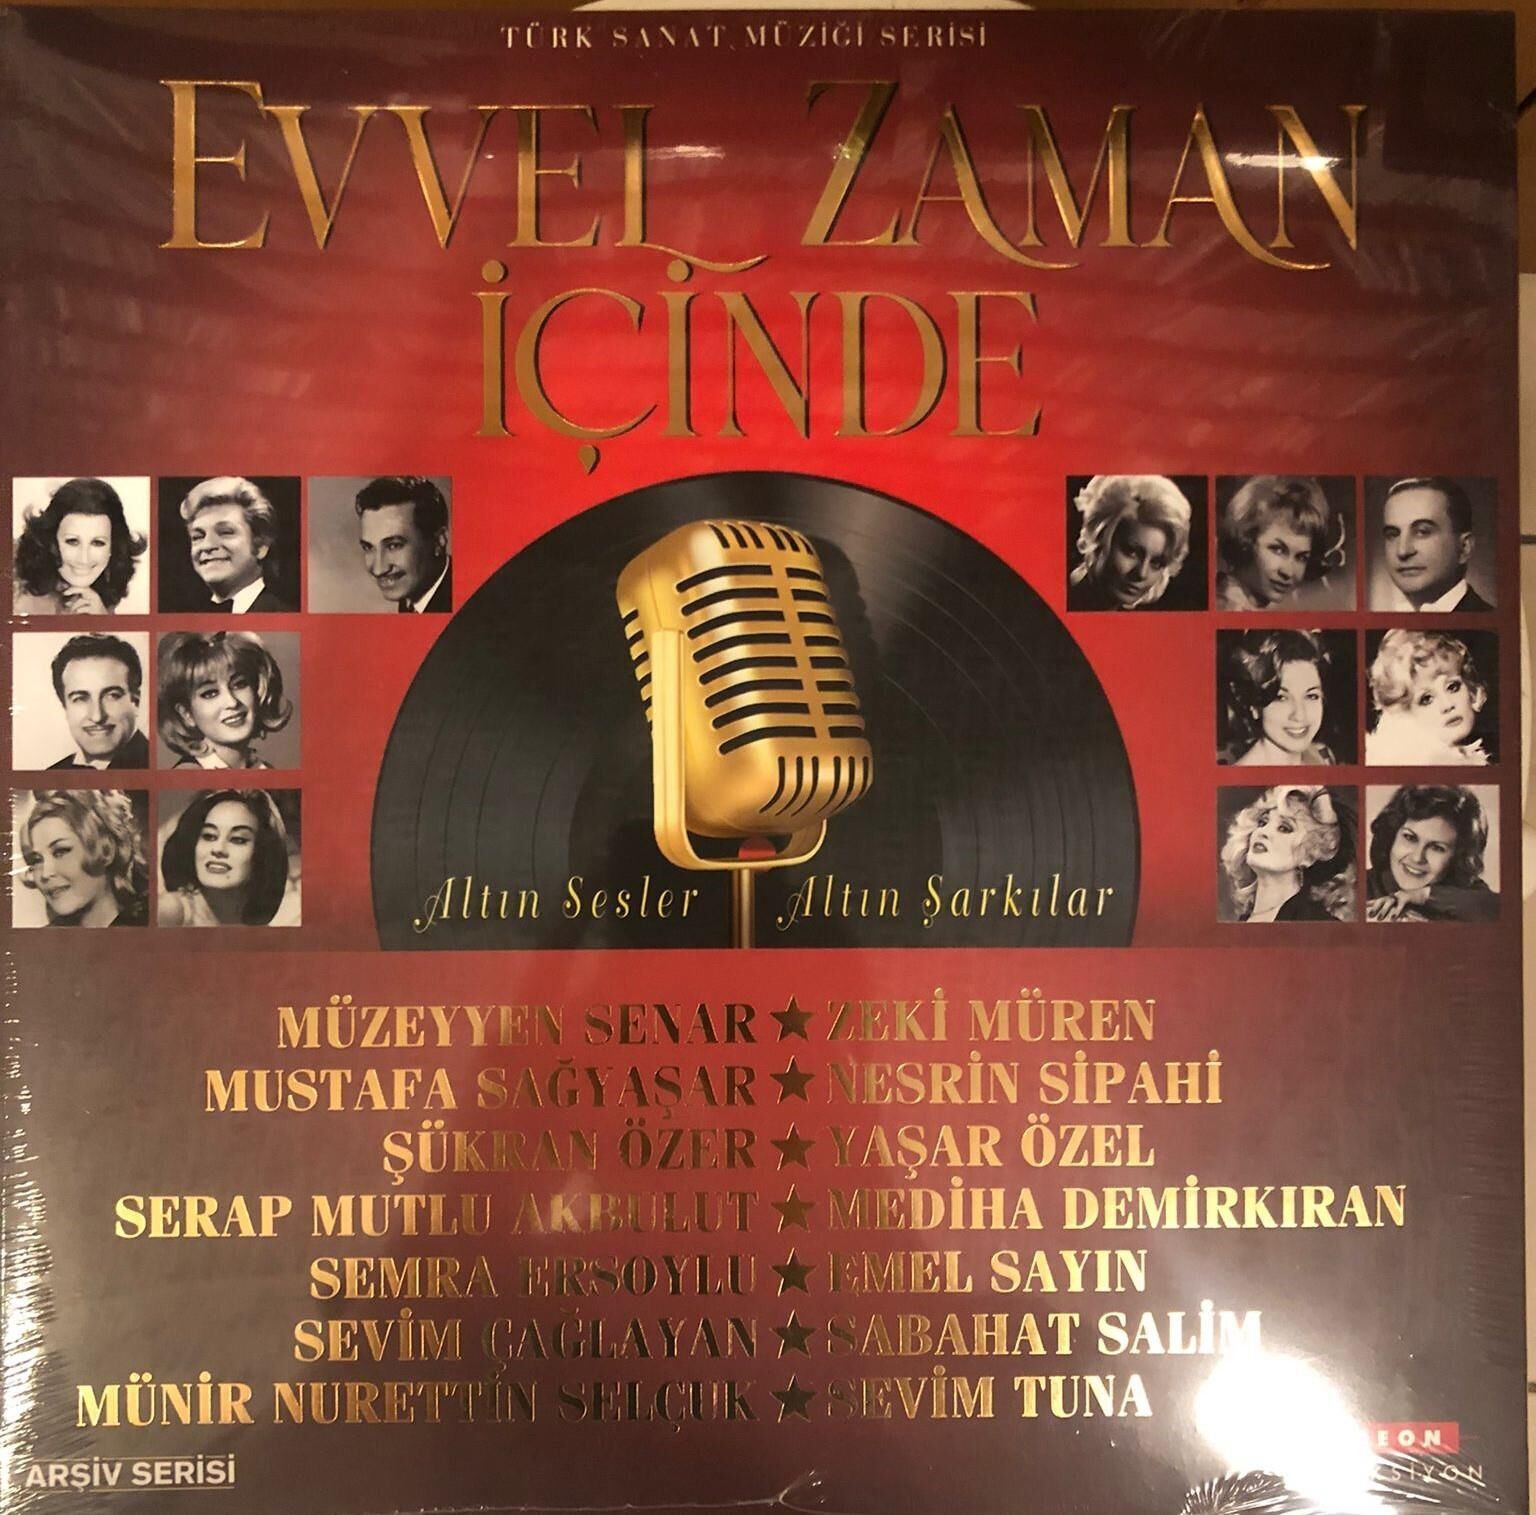 TÜRK SANAT MÜZİĞİ SERİSİ
EVVEL ZAMAN
İÇİNDE
Altın Sesler Altın Şarkılar
MÜZEYYEN SENAR ★ ZEKİ MÜREN
MUSTAFA SAĞYAŞAR ★ NESRİN SİPAHİ
ŞÜKRAN ÖZER ★ YAŞAR ÖZEL
SERAP MUTLU AKBULUT ★ MEDİHA DEMİRKIRAN
SEMRA ERSOYLU ★ EMEL SAYIN
SEVİM ÇAĞLAYAN ★ SABAHAT SALİM
MÜNİR NURETTİN SELÇUK ★ SEVİM TUNA
ARŞİV SERİSİ